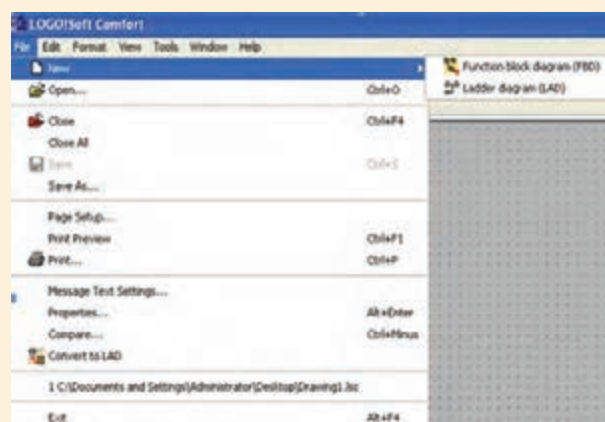 LOGO!Soft Comfort
File Edit Format View Tools Window Help
New
Function block diagram (FBD)
Open... Ctrl+O
Ladder diagram (LAD)
Close Ctrl+F4
Close All
Save Ctrl+S
Save As...
Page Setup...
Print Preview Ctrl+F1
Print... Ctrl+P
Message Text Settings...
Properties... Alt+Enter
Compare... Ctrl+Minus
Convert to LAD
1 C:\Documents and Settings\Administrator\Desktop\Drawing1.lsc
Exit Alt+F4